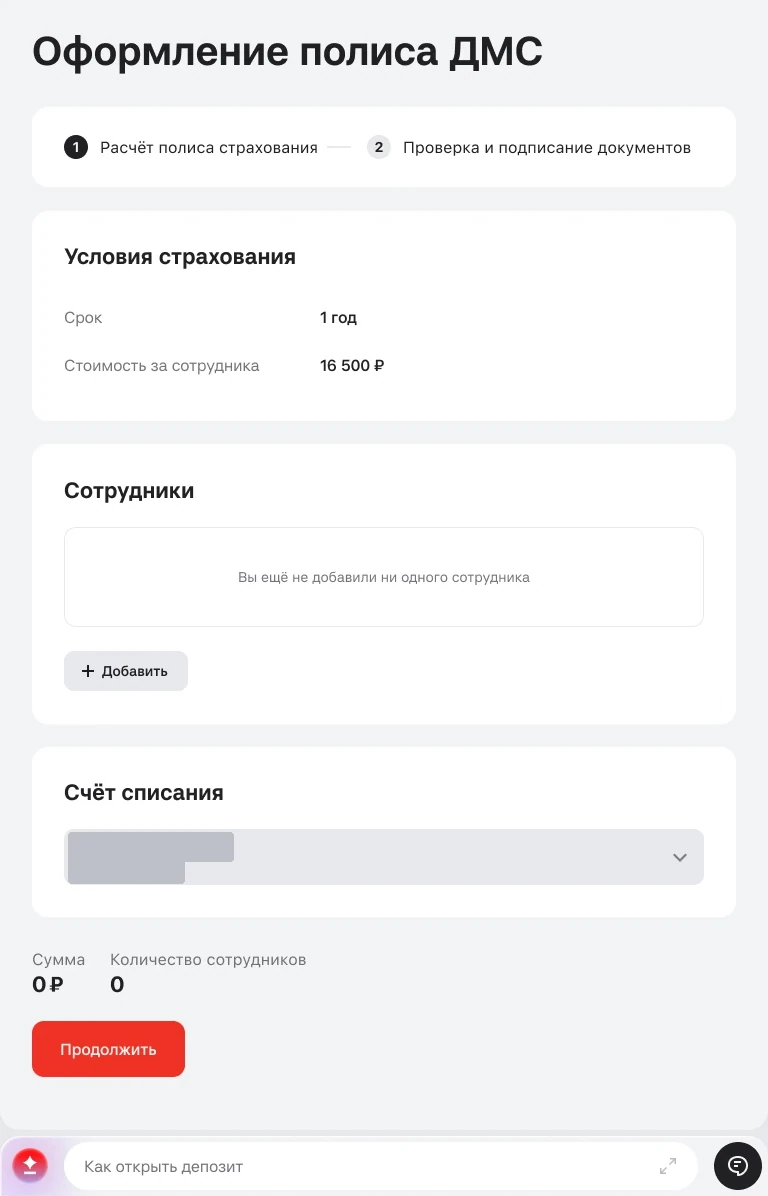 Оформление полиса ДМС
1 Расчёт полиса страхования 2 Проверка и подписание документов
Условия страхования
Срок 1 год
Стоимость за сотрудника 16 500 ₽
Сотрудники
Вы ещё не добавили ни одного сотрудника
+ Добавить
Счёт списания
Сумма Количество сотрудников
0 ₽ 0
Продолжить
Как открыть депозит